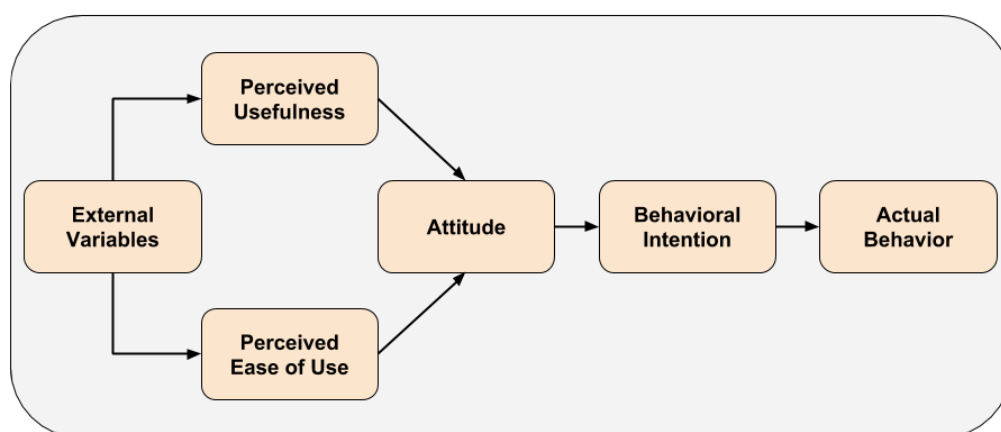 Perceived
Usefulness
External
Variables
Attitude
Behavioral
Intention
Actual
Behavior
Perceived
Ease of Use